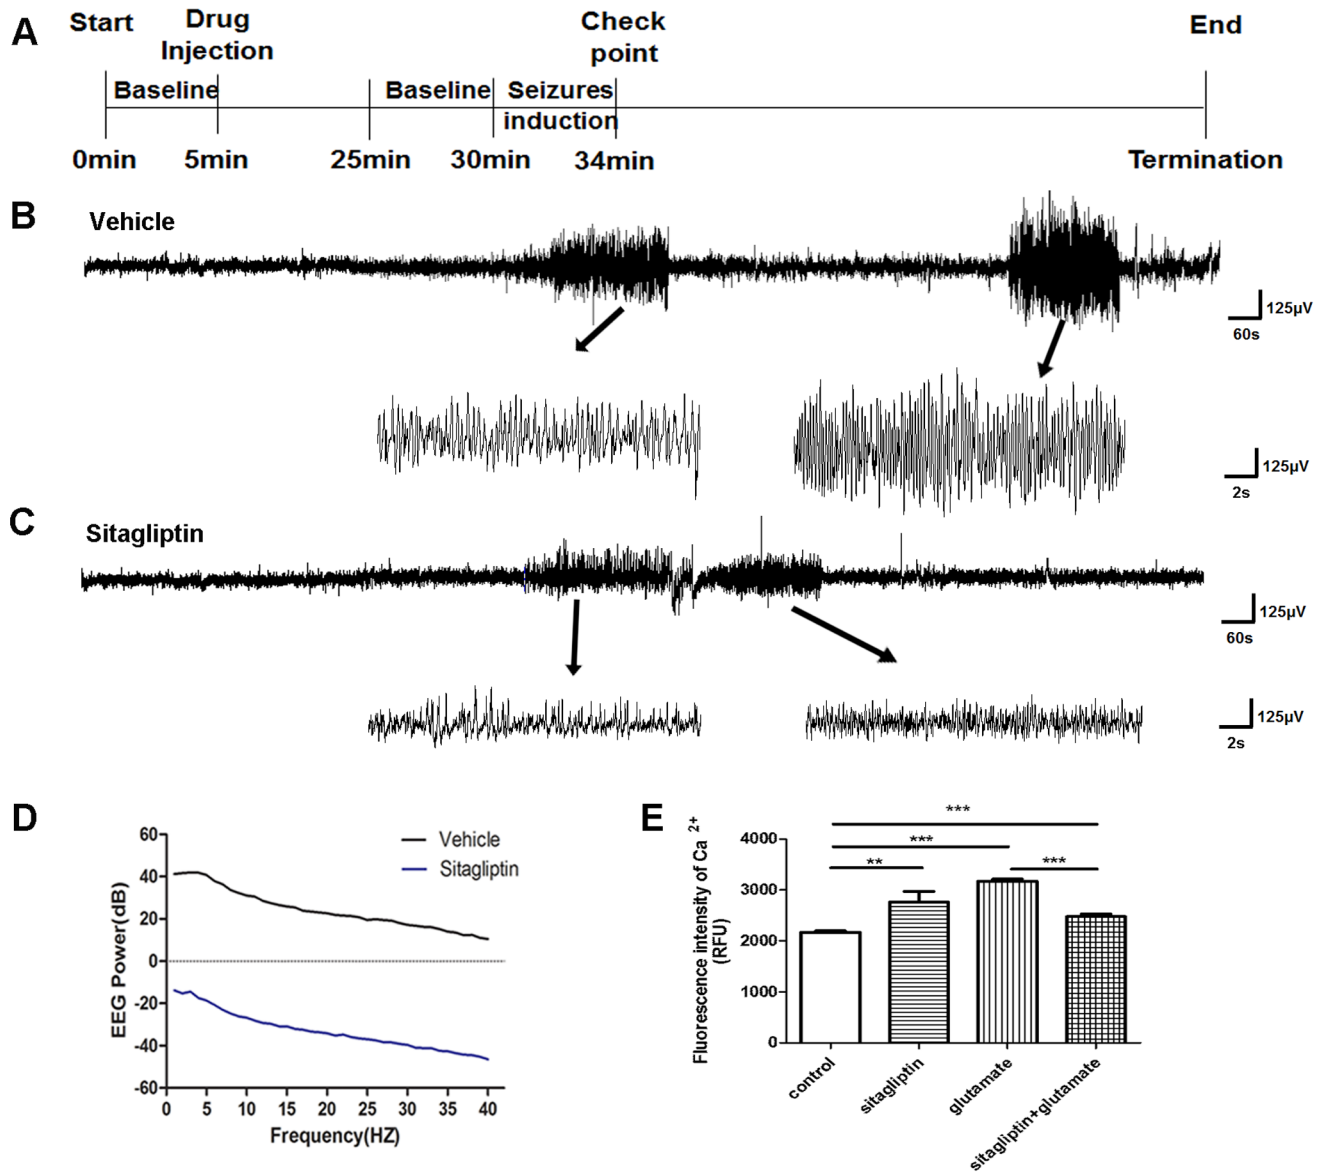 A
Start
Drug
Injection
Check
point
End
Baseline
Baseline
Seizures
induction
0min
5min
25min
30min
34min
Termination
B
Vehicle
125µV
60s
125µV
2s
C
Sitagliptin
125µV
60s
125µV
2s
D
60
40
20
0
-20
-40
-60
EEG Power(dB)
Vehicle
Sitagliptin
0 5 10 15 20 25 30 35 40
Frequency(HZ)
E
Fluorescence intensity of Ca 2+
(RFU)
4000
3000
2000
1000
0
***
***
** ***
control
sitagliptin
glutamate
sitagliptin+glutamate